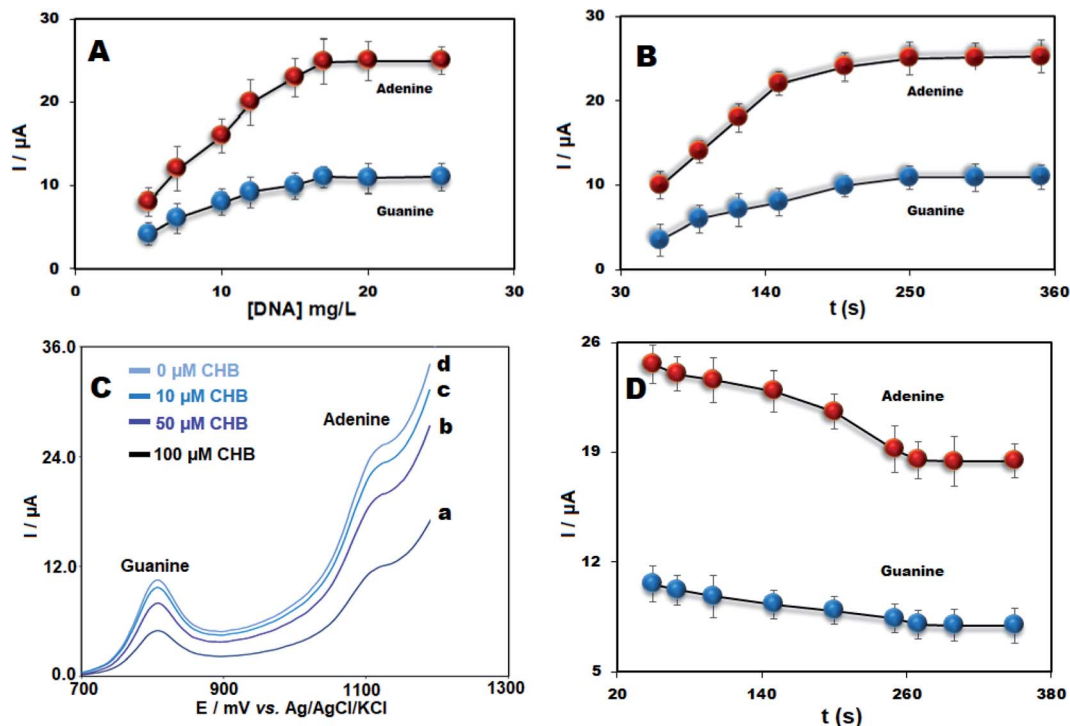 A
30
20
10
0
I / µA
Adenine
Guanine
0
10
20
30
[DNA] mg/L
B
30
20
10
0
I / µA
Adenine
Guanine
30
140
250
360
t (s)
C
36.0
24.0
12.0
0.0
I / µA
0 µM CHB
10 µM CHB
50 µM CHB
100 µM CHB
Adenine
Guanine
d
c
b
a
700
900
1100
1300
E / mV vs. Ag/AgCl/KCl
D
26
19
12
5
I / µA
Adenine
Guanine
20
140
260
380
t (s)